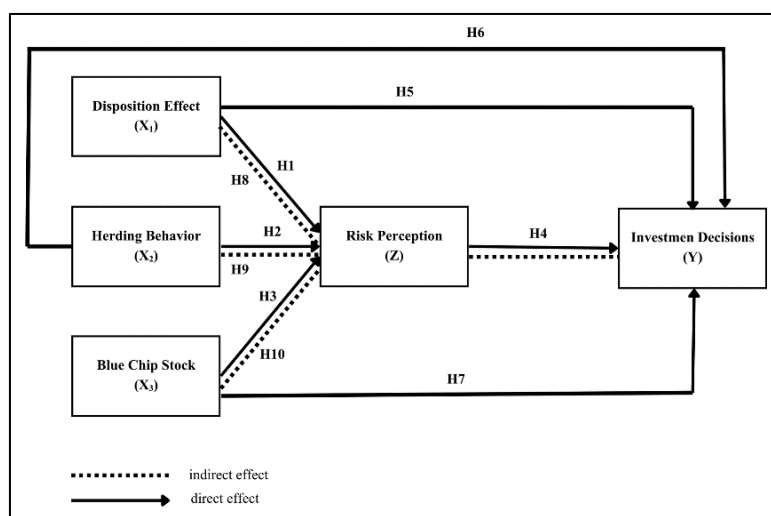 H6
Disposition Effect
(X₁)
H5
H1
H8
Herding Behavior
(X₂)
H2
H9
Risk Perception
(Z)
H4
Investmen Decisions
(Y)
H3
H10
Blue Chip Stock
(X₃)
H7
indirect effect
direct effect